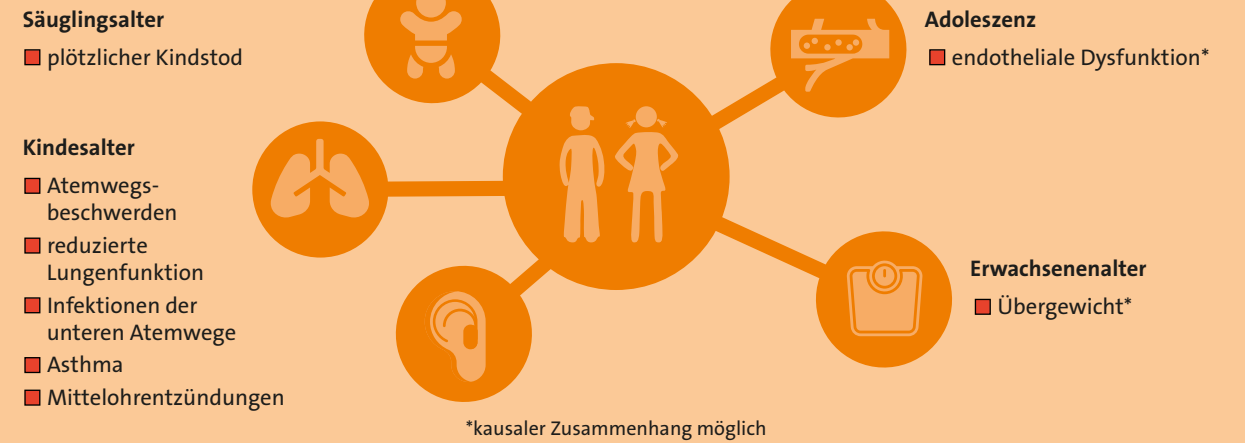 Säuglingsalter
plötzlicher Kindstod
Kindesalter
Atemwegs-
beschwerden
reduzierte
Lungenfunktion
Infektionen der
unteren Atemwege
Asthma
Mittelohrentzündungen
Adoleszenz
endotheliale Dysfunktion*
Erwachsenenalter
Übergewicht*
*kausaler Zusammenhang möglich